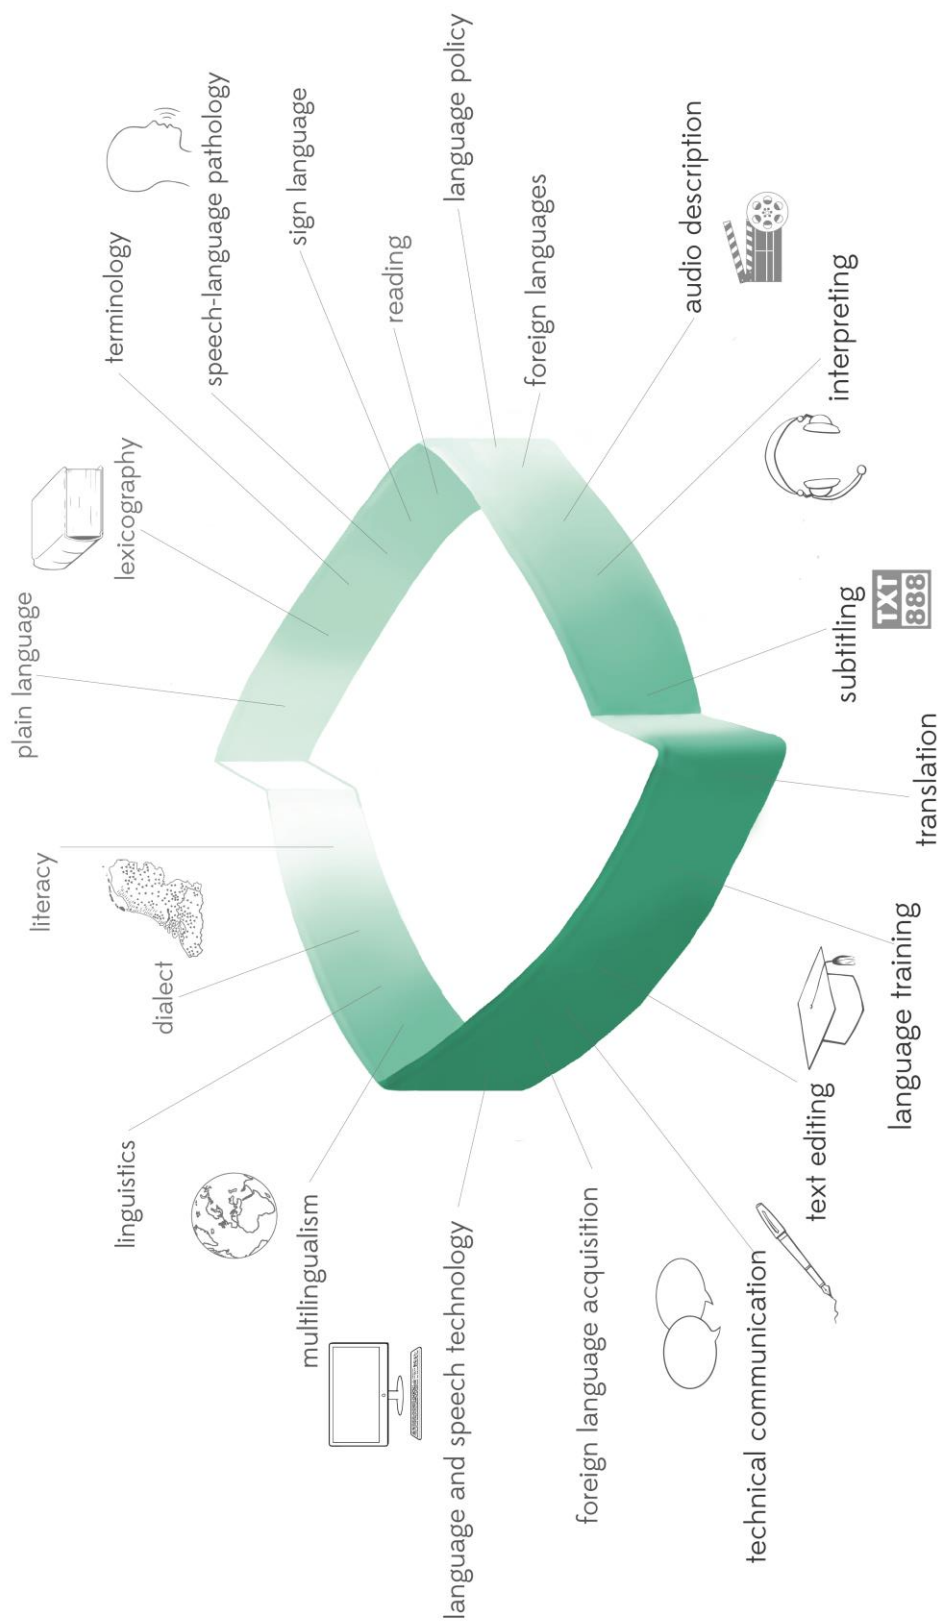 plain language
literacy
terminology
linguistics
lexicography
dialect
speech-language pathology
sign language
multilingualism
reading
language and speech technology
language policy
foreign languages
foreign language acquisition
audio description
technical communication
text editing
interpreting
subtitling
TXT
888
language training
translation